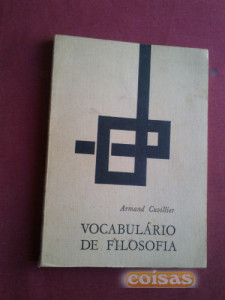 Armand Cuvillier
VOCABULÁRIO
DE FILOSOFIA
coisas